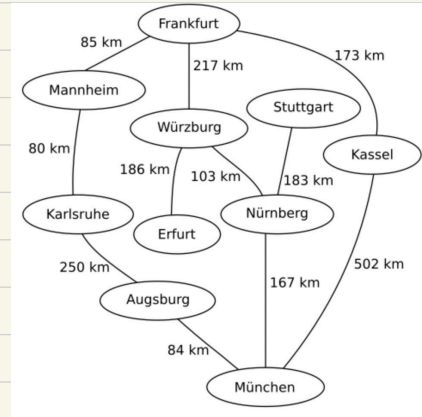 Frankfurt
85 km
173 km
217 km
Mannheim
Stuttgart
Würzburg
80 km
Kassel
186 km
103 km
183 km
Karlsruhe
Nürnberg
Erfurt
250 km
502 km
167 km
Augsburg
84 km
München